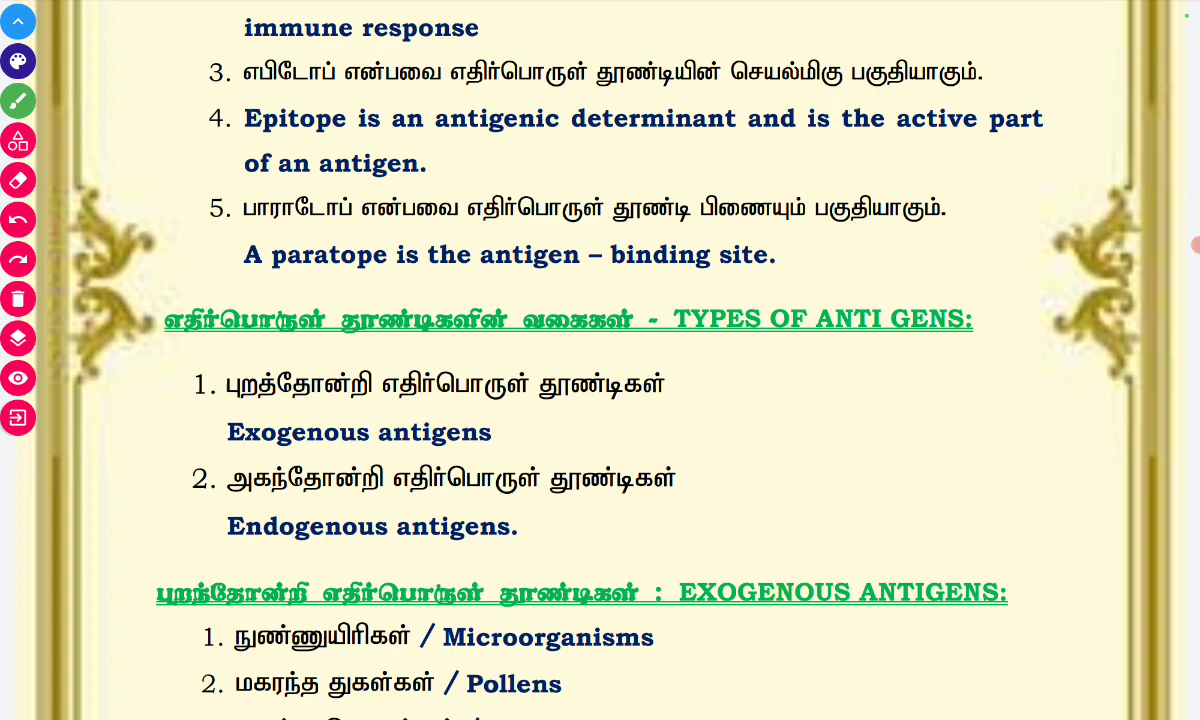 immune response
3. எபிடோப் என்பவை எதிர்பொருள் தூண்டியின் செயல்மிகு பகுதியாகும்.
4. Epitope is an antigenic determinant and is the active part
of an antigen.
5. பாராடோப் என்பவை எதிர்பொருள் தூண்டி பிணையும் பகுதியாகும்.
A paratope is the antigen – binding site.
எதிர்பொருள் தூண்டிகளின் வகைகள் - TYPES OF ANTI GENS:
1. புறத்தோன்றி எதிர்பொருள் தூண்டிகள்
Exogenous antigens
2. அகந்தோன்றி எதிர்பொருள் தூண்டிகள்
Endogenous antigens.
புறந்தோன்றி எதிர்பொருள் தூண்டிகள் : EXOGENOUS ANTIGENS:
1. நுண்ணுயிரிகள் / Microorganisms
2. மகரந்த துகள்கள் / Pollens